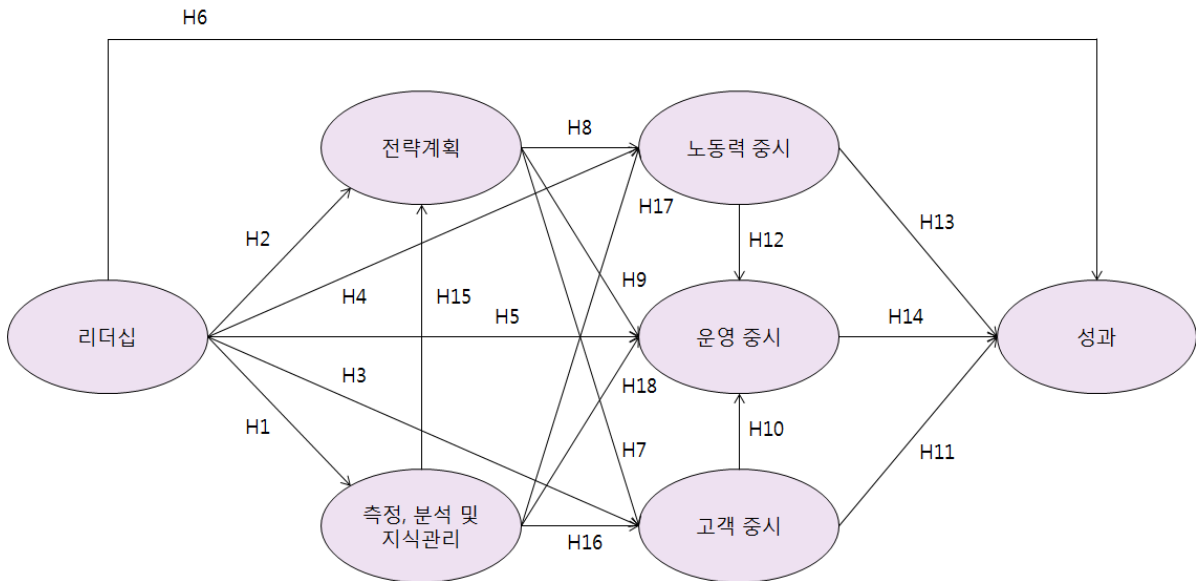 H6
전략계획
H8
노동력 중시
H17
H13
H2
H12
H9
H4
H15
H5
H14
리더십
운영 중시
성과
H3
H18
H1
H10
H7
H11
측정, 분석 및
지식관리
H16
고객 중시